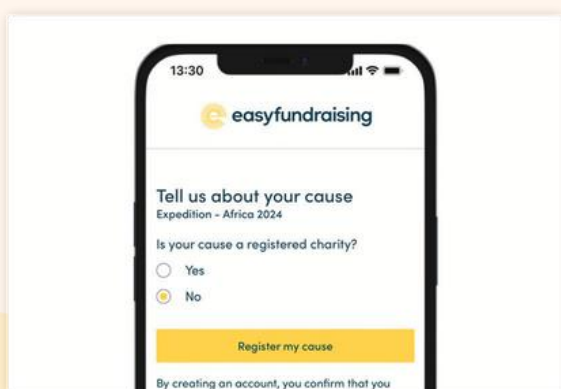 13:30
easyfundraising
Tell us about your cause
Expedition - Africa 2024
Is your cause a registered charity?
Yes
No
Register my cause
By creating an account, you confirm that you